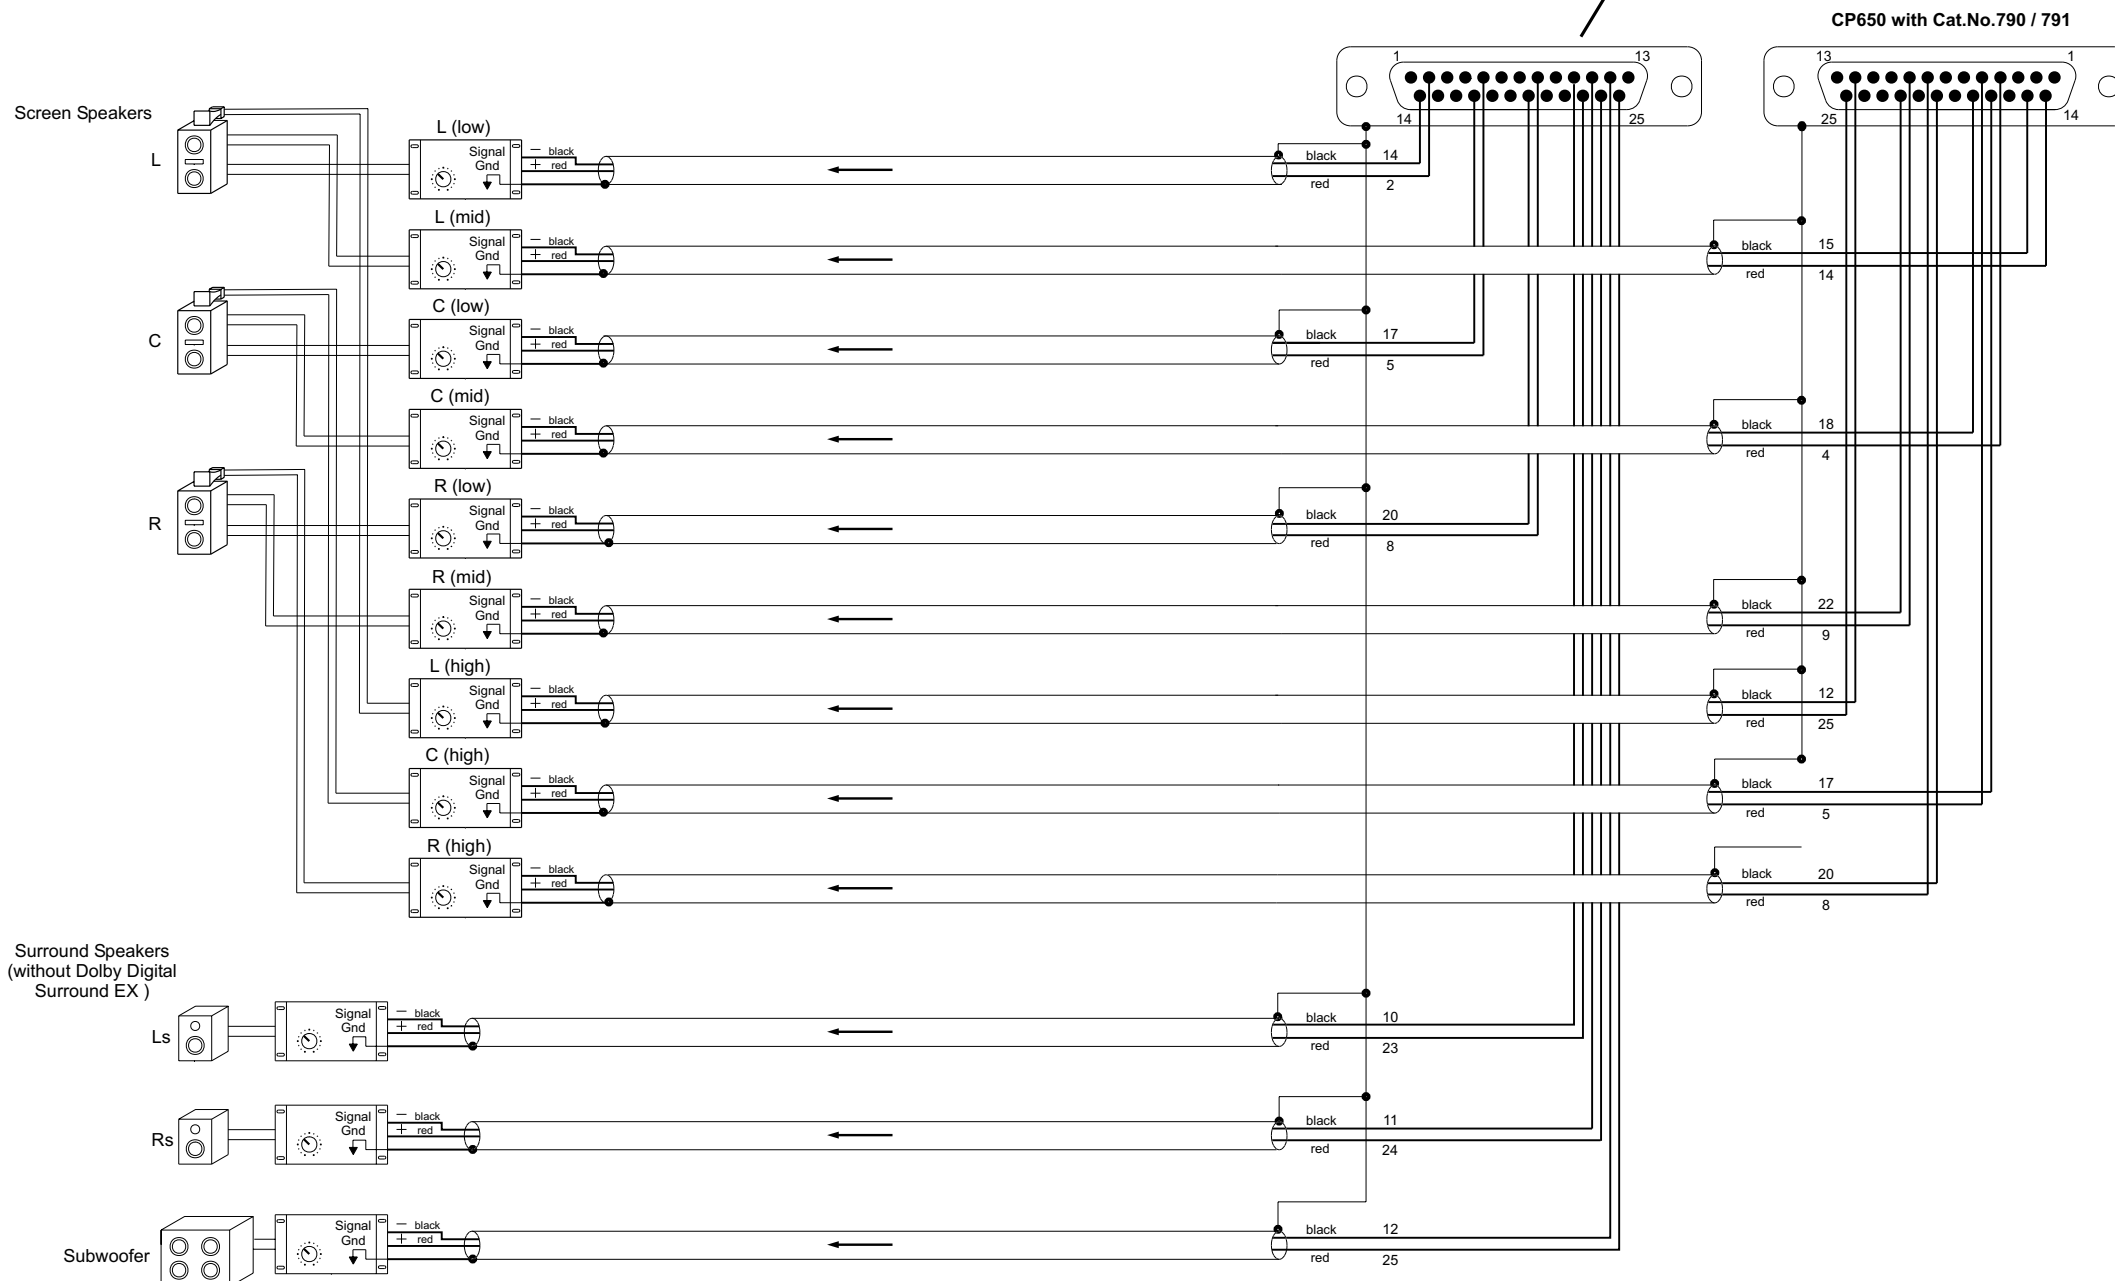 CP650 with Cat.No.790 / 791
1 13
14 25
13 1
25 14
Screen Speakers
L
C
R
L (low)
Signal
Gnd
− black
+ red
black 14
red 2
L (mid)
Signal
Gnd
− black
+ red
black 15
red 14
C (low)
Signal
Gnd
− black
+ red
black 17
red 5
C (mid)
Signal
Gnd
− black
+ red
black 18
red 4
R (low)
Signal
Gnd
− black
+ red
black 20
red 8
R (mid)
Signal
Gnd
− black
+ red
black 22
red 9
L (high)
Signal
Gnd
− black
+ red
black 12
red 25
C (high)
Signal
Gnd
− black
+ red
black 17
red 5
R (high)
Signal
Gnd
− black
+ red
black 20
red 8
Surround Speakers
(without Dolby Digital
Surround EX )
Ls
Signal
Gnd
− black
+ red
black 10
red 23
Rs
Signal
Gnd
− black
+ red
black 11
red 24
Subwoofer
Signal
Gnd
− black
+ red
black 12
red 25